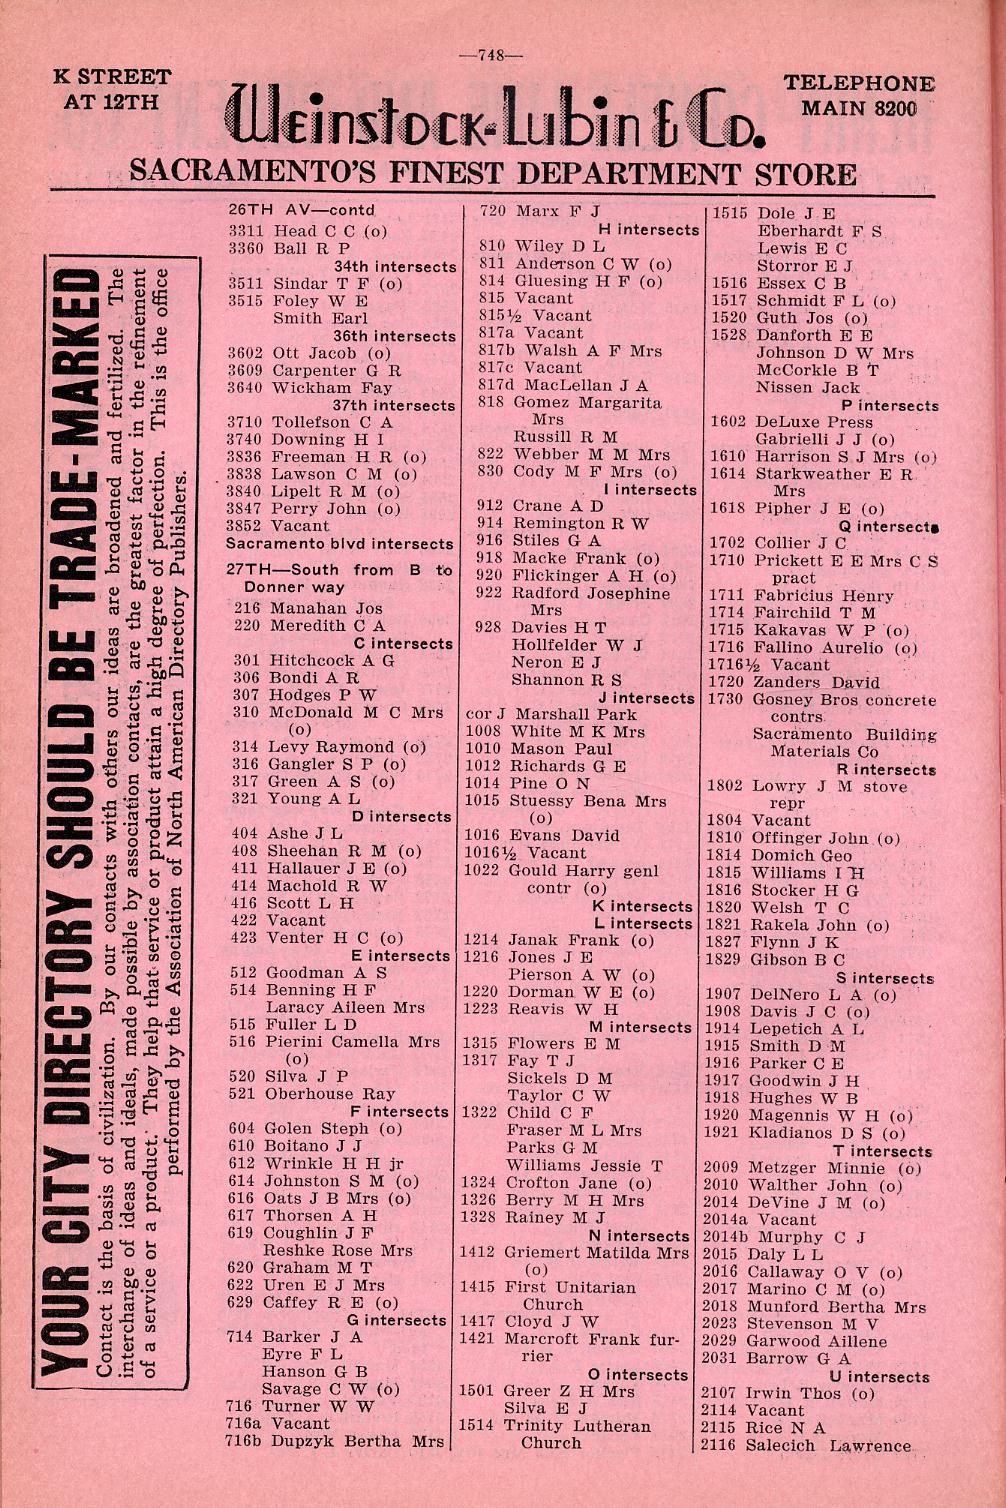 —748—
K STREET
AT 12TH
Weinstock-Lubin & Co.
TELEPHONE
MAIN 8200
SACRAMENTO'S FINEST DEPARTMENT STORE
YOUR CITY DIRECTORY SHOULD BE TRADE-MARKED
Contact is the basis of civilization. By our contacts with others our ideas are broadened and fertilized. The
interchange of ideas and ideals, made possible by association contacts, are the greatest factor in the refinement
of a service or a product. They help that service or product attain a high degree of perfection. This is the office
performed by the Association of North American Directory Publishers.
26TH AV—contd
3311 Head C C (o)
3360 Ball R P
34th intersects
3511 Sindar T F (o)
3515 Foley W E
Smith Earl
36th intersects
3602 Ott Jacob (o)
3609 Carpenter G R
3640 Wickham Fay
37th intersects
3710 Tollefson C A
3740 Downing H I
3836 Freeman H R (o)
3838 Lawson C M (o)
3840 Lipelt R M (o)
3847 Perry John (o)
3852 Vacant
Sacramento blvd intersects
27TH—South from B to
Donner way
216 Manahan Jos
220 Meredith C A
C intersects
301 Hitchcock A G
306 Bondi A R
307 Hodges P W
310 McDonald M C Mrs
(o)
314 Levy Raymond (o)
316 Gangler S P (o)
317 Green A S (o)
321 Young A L
D intersects
404 Ashe J L
408 Sheehan R M (o)
411 Hallauer J E (o)
414 Machold R W
416 Scott L H
422 Vacant
423 Venter H C (o)
E intersects
512 Goodman A S
514 Benning H F
Laracy Aileen Mrs
515 Fuller L D
516 Pierini Camella Mrs
(o)
520 Silva J P
521 Oberhouse Ray
F intersects
604 Golen Steph (o)
610 Boitano J J
612 Wrinkle H H jr
614 Johnston S M (o)
616 Oats J B Mrs (o)
617 Thorsen A H
619 Coughlin J F
Reshke Rose Mrs
620 Graham M T
622 Uren E J Mrs
629 Caffey R E (o)
G intersects
714 Barker J A
Eyre F L
Hanson G B
Savage C W (o)
716 Turner W W
716a Vacant
716b Dupzyk Bertha Mrs
720 Marx F J
H intersects
810 Wiley D L
811 Anderson C W (o)
814 Gluesing H F (o)
815 Vacant
815½ Vacant
817a Vacant
817b Walsh A F Mrs
817c Vacant
817d MacLellan J A
818 Gomez Margarita
Mrs
Russill R M
822 Webber M M Mrs
830 Cody M F Mrs (o)
I intersects
912 Crane A D
914 Remington R W
916 Stiles G A
918 Macke Frank (o)
920 Flickinger A H (o)
922 Radford Josephine
Mrs
928 Davies H T
Hollfelder W J
Neron E J
Shannon R S
J intersects
cor J Marshall Park
1008 White M K Mrs
1010 Mason Paul
1012 Richards G E
1014 Pine O N
1015 Stuessy Bena Mrs
(o)
1016 Evans David
1016½ Vacant
1022 Gould Harry genl
contr (o)
K intersects
L intersects
1214 Janak Frank (o)
1216 Jones J E
Pierson A W (o)
1220 Dorman W E (o)
1223 Reavis W H
M intersects
1315 Flowers E M
1317 Fay T J
Sickels D M
Taylor C W
1322 Child C F
Fraser M L Mrs
Parks G M
Williams Jessie T
1324 Crofton Jane (o)
1326 Berry M H Mrs
1328 Rainey M J
N intersects
1412 Griemert Matilda Mrs
(o)
1415 First Unitarian
Church
1417 Cloyd J W
1421 Marcroft Frank fur-
rier
O intersects
1501 Greer Z H Mrs
Silva E J
1514 Trinity Lutheran
Church
1515 Dole J E
Eberhardt F S
Lewis E C
Storror E J
1516 Essex C B
1517 Schmidt F L (o)
1520 Guth Jos (o)
1528 Danforth E E
Johnson D W Mrs
McCorkle B T
Nissen Jack
P intersects
1602 DeLuxe Press
Gabrielli J J (o)
1610 Harrison S J Mrs (o)
1614 Starkweather E R
Mrs
1618 Pipher J E (o)
Q intersects
1702 Collier J C
1710 Prickett E E Mrs C S
pract
1711 Fabricius Henry
1714 Fairchild T M
1715 Kakavas W P (o)
1716 Fallino Aurelio (o)
1716½ Vacant
1720 Zanders David
1730 Gosney Bros concrete
contrs
Sacramento Building
Materials Co
R intersects
1802 Lowry J M stove
repr
1804 Vacant
1810 Offinger John (o)
1814 Domich Geo
1815 Williams I H
1816 Stocker H G
1820 Welsh T C
1821 Rakela John (o)
1827 Flynn J K
1829 Gibson B C
S intersects
1907 DelNero L A (o)
1908 Davis J C (o)
1914 Lepetich A L
1915 Smith D M
1916 Parker C E
1917 Goodwin J H
1918 Hughes W B
1920 Magennis W H (o)
1921 Kladianos D S (o)
T intersects
2009 Metzger Minnie (o)
2010 Walther John (o)
2014 DeVine J M (o)
2014a Vacant
2014b Murphy C J
2015 Daly L L
2016 Callaway O V (o)
2017 Marino C M (o)
2018 Munford Bertha Mrs
2023 Stevenson M V
2029 Garwood Aillene
2031 Barrow G A
U intersects
2107 Irwin Thos (o)
2114 Vacant
2115 Rice N A
2116 Salecich Lawrence